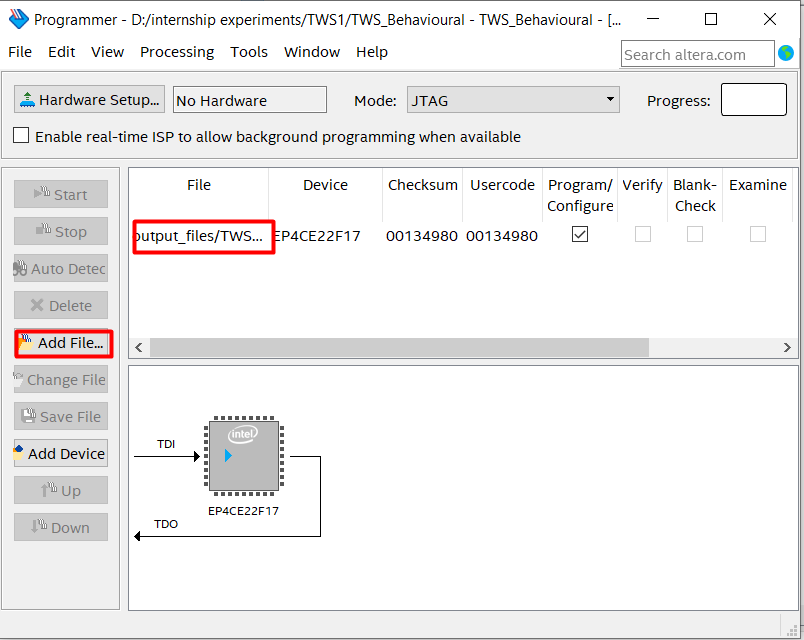 Programmer - D:/internship experiments/TWS1/TWS_Behavioural - TWS_Behavioural - [...
File Edit View Processing Tools Window Help
Search altera.com
Hardware Setup... No Hardware Mode: JTAG Progress:
Enable real-time ISP to allow background programming when available
Start
Stop
Auto Detec
Delete
Add File...
Change File
Save File
Add Device
Up
Down
File Device Checksum Usercode Program/ Verify Blank- Examine
Configure Check
output_files/TWS... EP4CE22F17 00134980 00134980
TDI
intel
EP4CE22F17
TDO